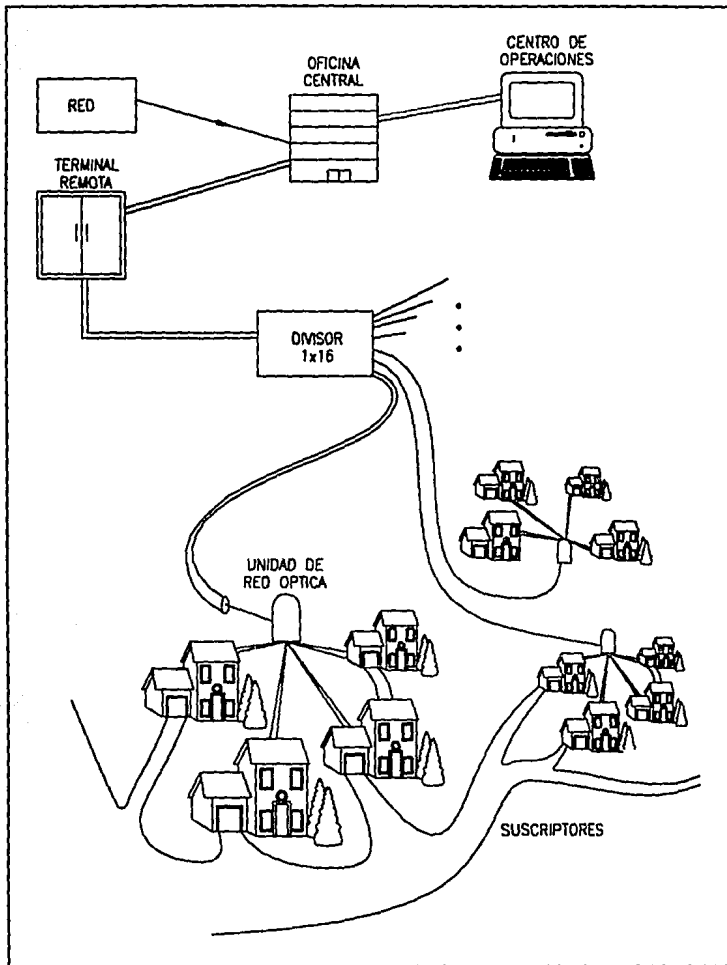 CENTRO DE
OPERACIONES
OFICINA
CENTRAL
RED
TERMINAL
REMOTA
DIVISOR
1x16
UNIDAD DE
RED OPTICA
SUSCRIPTORES